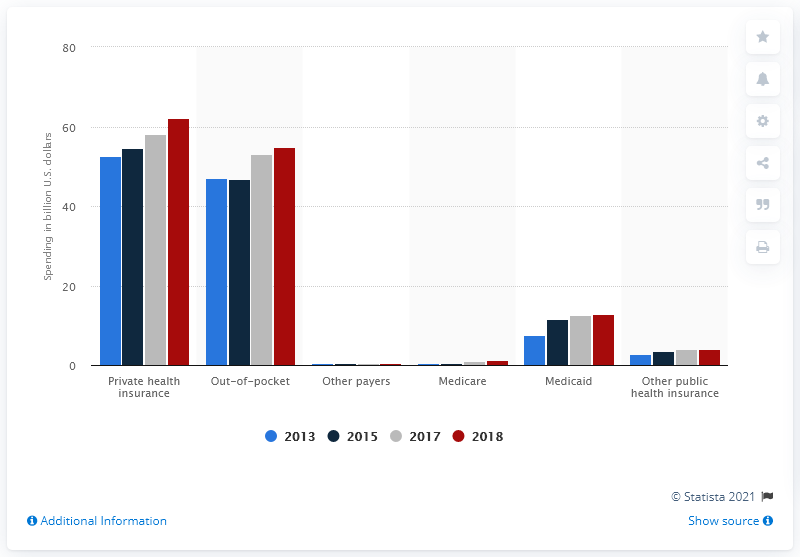 80
60
40
20
0
Spending in billion U.S. dollars
Private health
insurance
Out-of-pocket
Other payers
Medicare
Medicaid
Other public
health insurance
2013 2015 2017 2018
© Statista 2021
Additional Information
Show source